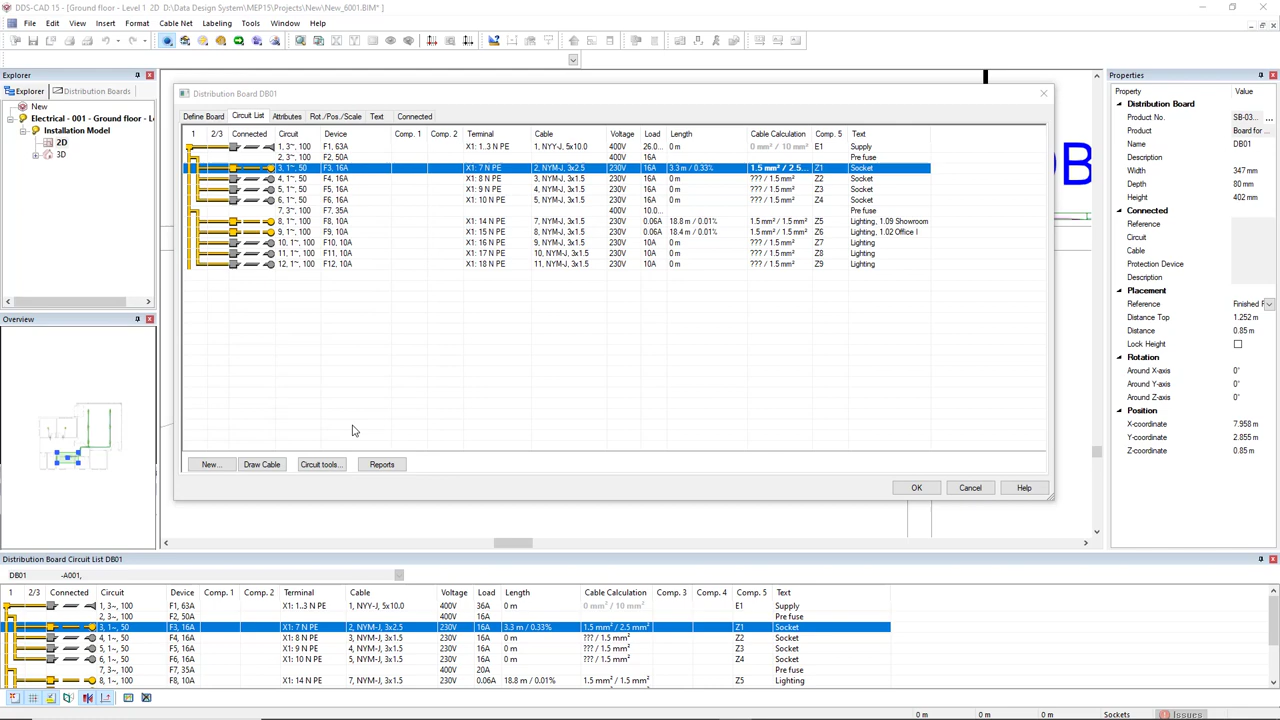 DDS-CAD 15 - [Ground floor - Level 1 2D D:\Data Design System\MEP15\Projects\New\New_6001.BIM* ]
File Edit View Insert Format Cable Net Labeling Tools Window Help
Explorer
Explorer Distribution Boards
New
Electrical - 001 - Ground floor - L
Installation Model
2D
3D
Overview
Distribution Board DB01
Define Board Circuit List Attributes Rot./Pos./Scale Text Connected
1 2/3 Connected Circuit Device Comp. 1 Comp. 2 Terminal Cable Voltage Load Length Cable Calculation Comp. 5 Text
1, 3~, 100 F1, 63A X1: 1..3 N PE 1, NYY-J, 5x10.0 400V 26.0... 0 m 0 mm² / 10 mm² E1 Supply
2, 3~, 100 F2, 50A 400V 16A Pre fuse
3, 1~, 50 F3, 16A X1: 7 N PE 2, NYM-J, 3x2.5 230V 16A 3.3 m / 0.33% 1.5 mm² / 2.5... Z1 Socket
4, 1~, 50 F4, 16A X1: 8 N PE 3, NYM-J, 3x1.5 230V 16A 0 m ??? / 1.5 mm² Z2 Socket
5, 1~, 50 F5, 16A X1: 9 N PE 4, NYM-J, 3x1.5 230V 16A 0 m ??? / 1.5 mm² Z3 Socket
6, 1~, 50 F6, 16A X1: 10 N PE 5, NYM-J, 3x1.5 230V 16A 0 m ??? / 1.5 mm² Z4 Socket
7, 3~, 100 F7, 35A 400V 10.0... Pre fuse
8, 1~, 100 F8, 10A X1: 14 N PE 7, NYM-J, 3x1.5 230V 0.06A 18.8 m / 0.01% 1.5 mm² / 1.5 mm² Z5 Lighting, 1.09 Showroom
9, 1~, 100 F9, 10A X1: 15 N PE 8, NYM-J, 3x1.5 230V 0.06A 18.4 m / 0.01% 1.5 mm² / 1.5 mm² Z6 Lighting, 1.02 Office I
10, 1~, 100 F10, 10A X1: 16 N PE 9, NYM-J, 3x1.5 230V 10A 0 m ??? / 1.5 mm² Z7 Lighting
11, 1~, 100 F11, 10A X1: 17 N PE 10, NYM-J, 3x1.5 230V 10A 0 m ??? / 1.5 mm² Z8 Lighting
12, 1~, 100 F12, 10A X1: 18 N PE 11, NYM-J, 3x1.5 230V 10A 0 m ??? / 1.5 mm² Z9 Lighting
New... Draw Cable Circuit tools... Reports
OK Cancel Help
DB
Properties
Property Value
Distribution Board
Product No. SB-03... ...
Product Board for ...
Name DB01
Description
Width 347 mm
Depth 80 mm
Height 402 mm
Connected
Reference
Circuit
Cable
Protection Device
Description
Placement
Reference Finished F
Distance Top 1.252 m
Distance 0.85 m
Lock Height
Rotation
Around X-axis 0°
Around Y-axis 0°
Around Z-axis 0°
Position
X-coordinate 7.958 m
Y-coordinate 2.855 m
Z-coordinate 0.85 m
Distribution Board Circuit List DB01
DB01 -A001,
1 2/3 Connected Circuit Device Comp. 1 Comp. 2 Terminal Cable Voltage Load Length Cable Calculation Comp. 3 Comp. 4 Comp. 5 Text
1, 3~, 100 F1, 63A X1: 1..3 N PE 1, NYY-J, 5x10.0 400V 36A 0 m 0 mm² / 10 mm² E1 Supply
2, 3~, 100 F2, 50A 400V 16A Pre fuse
3, 1~, 50 F3, 16A X1: 7 N PE 2, NYM-J, 3x2.5 230V 16A 3.3 m / 0.33% 1.5 mm² / 2.5 mm² Z1 Socket
4, 1~, 50 F4, 16A X1: 8 N PE 3, NYM-J, 3x1.5 230V 16A 0 m ??? / 1.5 mm² Z2 Socket
5, 1~, 50 F5, 16A X1: 9 N PE 4, NYM-J, 3x1.5 230V 16A 0 m ??? / 1.5 mm² Z3 Socket
6, 1~, 50 F6, 16A X1: 10 N PE 5, NYM-J, 3x1.5 230V 16A 0 m ??? / 1.5 mm² Z4 Socket
7, 3~, 100 F7, 35A 400V 20A Pre fuse
8, 1~, 100 F8, 10A X1: 14 N PE 7, NYM-J, 3x1.5 230V 0.06A 18.8 m / 0.01% 1.5 mm² / 1.5 mm² Z5 Lighting
0 m 0 m 0 m Sockets Issues